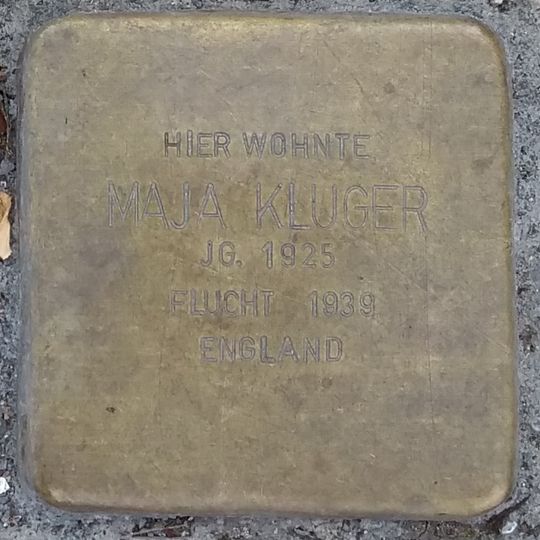 HIER WOHNTE
MAJA KLUGER
JG. 1925
FLUCHT 1939
ENGLAND